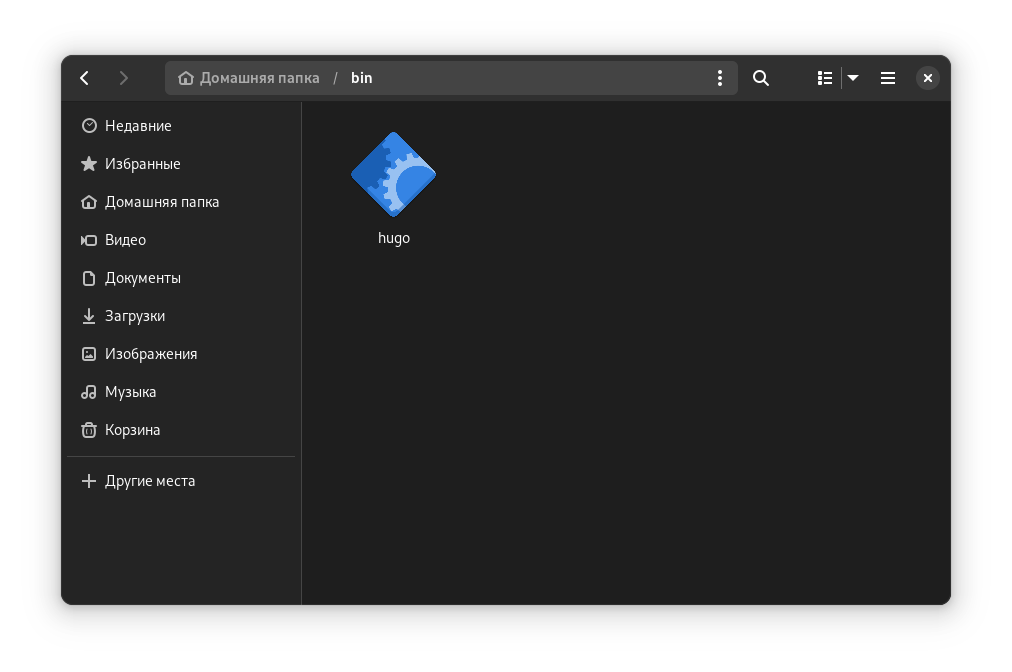 Домашняя папка / bin
Недавние
Избранные
Домашняя папка
Видео
Документы
Загрузки
Изображения
Музыка
Корзина
Другие места
hugo